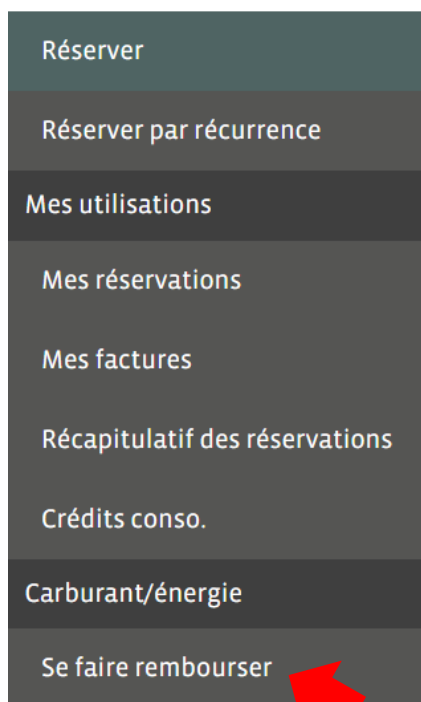 Réserver
Réserver par récurrence
Mes utilisations
Mes réservations
Mes factures
Récapitulatif des réservations
Crédits conso.
Carburant/énergie
Se faire rembourser